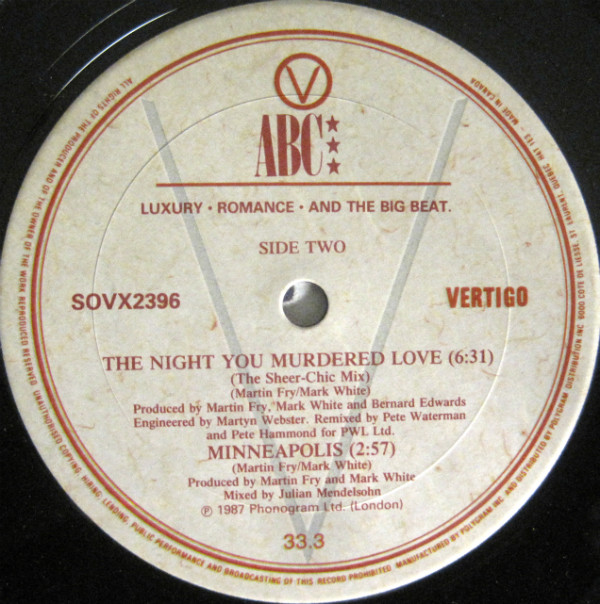 V
ABC
LUXURY · ROMANCE · AND THE BIG BEAT.
SIDE TWO
SOVX2396
VERTIGO
THE NIGHT YOU MURDERED LOVE (6:31)
(The Sheer-Chic Mix)
(Martin Fry/Mark White)
Produced by Martin Fry, Mark White and Bernard Edwards
Engineered by Martyn Webster. Remixed by Pete Waterman
and Pete Hammond for PWL Ltd.
MINNEAPOLIS (2:57)
(Martin Fry/Mark White)
Produced by Martin Fry and Mark White
Mixed by Julian Mendelsohn
℗ 1987 Phonogram Ltd. (London)
33.3
ALL RIGHTS OF THE PRODUCER AND OF THE OWNER OF THE WORK REPRODUCED RESERVED. UNAUTHORISED COPYING, HIRING, LENDING, PUBLIC PERFORMANCE AND BROADCASTING OF THIS RECORD PROHIBITED. MANUFACTURED BY POLYGRAM INC. AND DISTRIBUTED BY POLYGRAM DISTRIBUTION INC. 6000 COTE DE LIESSE, ST. LAURENT, QUEBEC, MADE IN CANADA